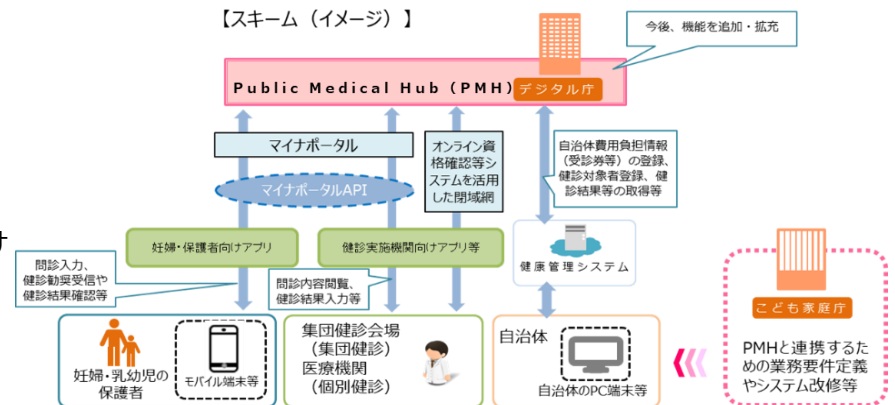 【スキーム（イメージ）】
今後、機能を追加・拡充
Public Medical Hub（PMH）
デジタル庁
マイナポータル
オンライン資
格確認等シ
ステムを活用
した閉域網
自治体費用負担情報
（受診券等）の登録、
健診対象者登録、健
診結果等の取得等
マイナポータルAPI
ナ
妊婦・保護者向けアプリ
健診実施機関向けアプリ等
健康管理システム
問診入力、
健診勧奨受信や
健診結果確認等
問診内容閲覧、
健診結果入力等
こども家庭庁
PMHと連携するた
めの業務要件定義
やシステム改修等
妊婦・乳幼児の
保護者
モバイル端末等
集団健診会場
（集団健診）
医療機関
（個別健診）
自治体
自治体のPC端末等